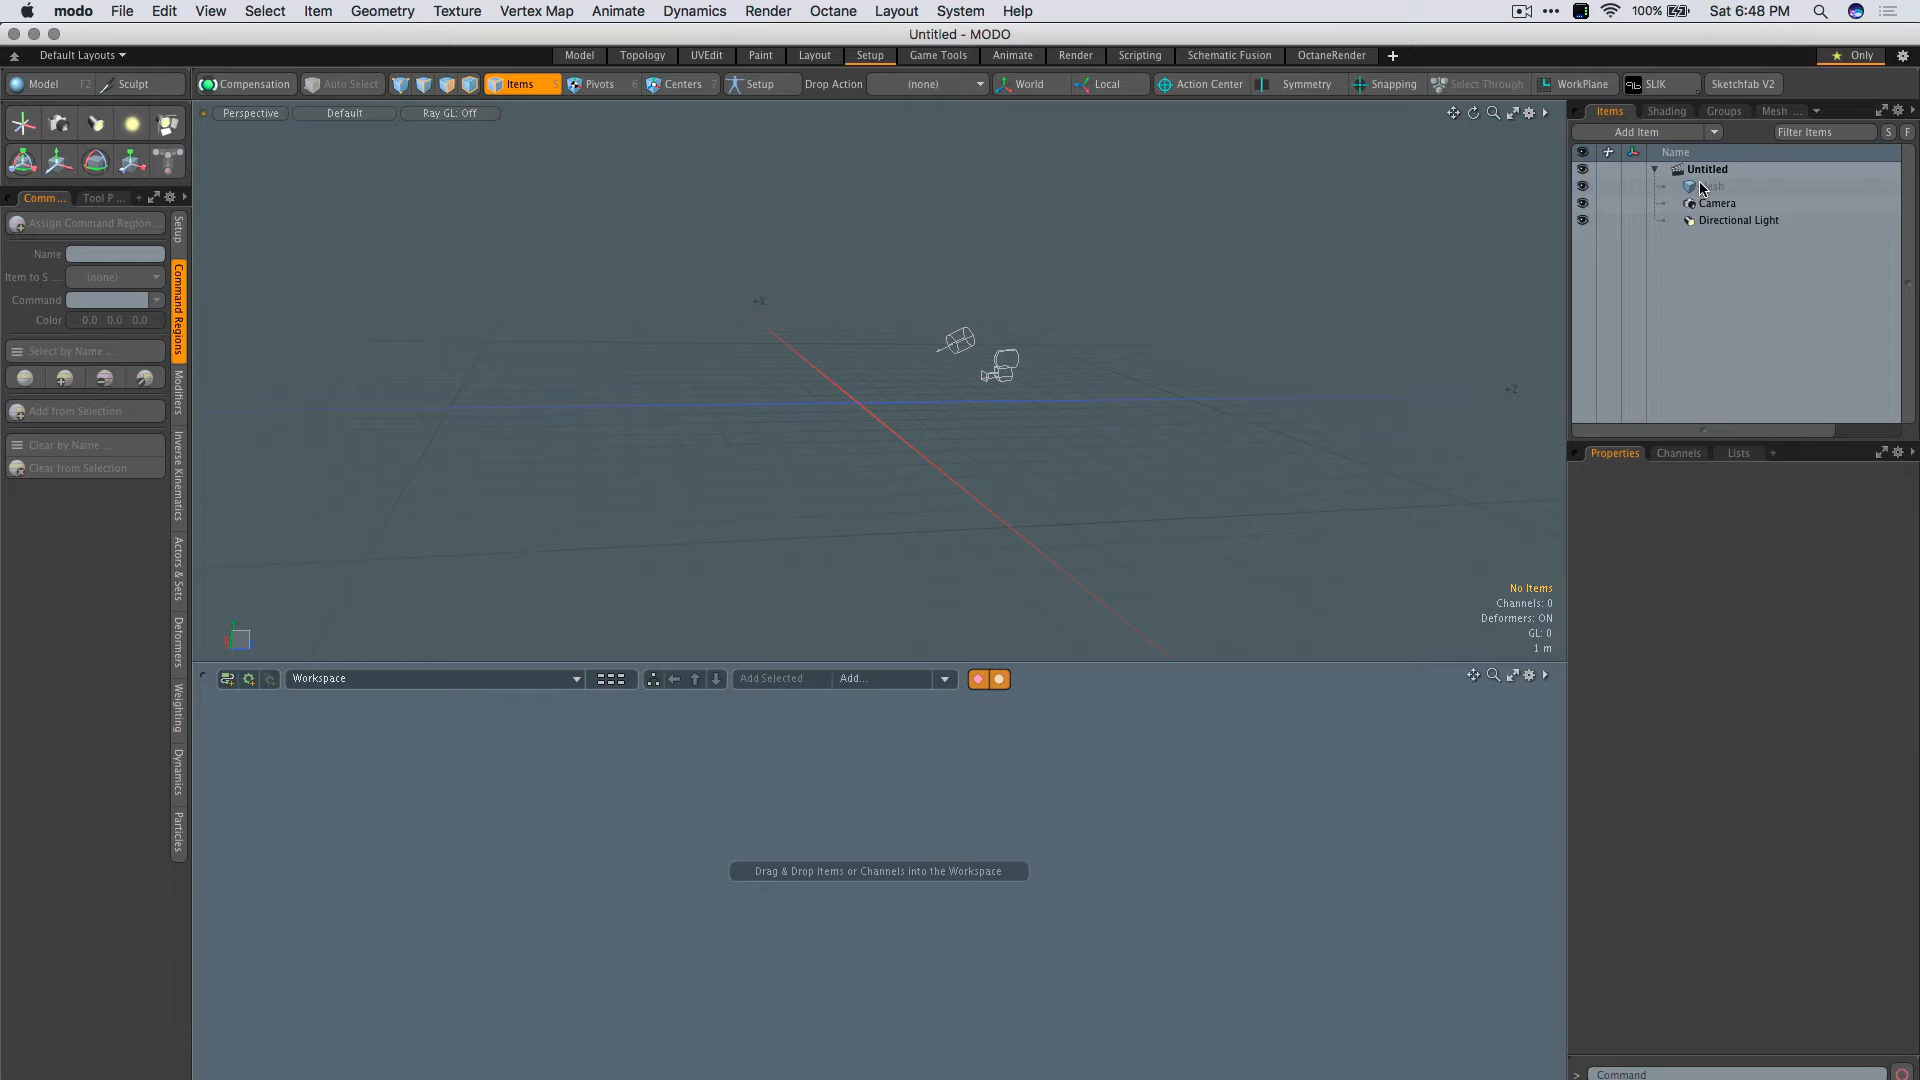 modo File Edit View Select Item Geometry Texture Vertex Map Animate Dynamics Render Octane Layout System Help 100% Sat 6:48 PM
Untitled - MODO
Default Layouts Model Topology UVEdit Paint Layout Setup Game Tools Animate Render Scripting Schematic Fusion OctaneRender + Only
Model F2 Sculpt Compensation Auto Select Items 5 Pivots 6 Centers 7 Setup Drop Action (none) World Local Action Center Symmetry Snapping Select Through WorkPlane SLIK Sketchfab V2
Perspective Default Ray GL: Off
Items Shading Groups Mesh ...
Add Item Filter Items S F
Name
Untitled
Camera
Directional Light
Comm... Tool P... +
Assign Command Region ...
Name
Item to S ... (none)
Command
Color 0.0 0.0 0.0
Select by Name ...
Add from Selection
Clear by Name ...
Clear from Selection
Setup
Command Regions
Modifiers
Inverse Kinematics
Actors & Sets
Deformers
Weighting
Dynamics
Particles
+X
+Z
Y
No Items
Channels: 0
Deformers: ON
GL: 0
1 m
Properties Channels Lists +
Workspace Add Selected Add...
Drag & Drop Items or Channels into the Workspace
> Command